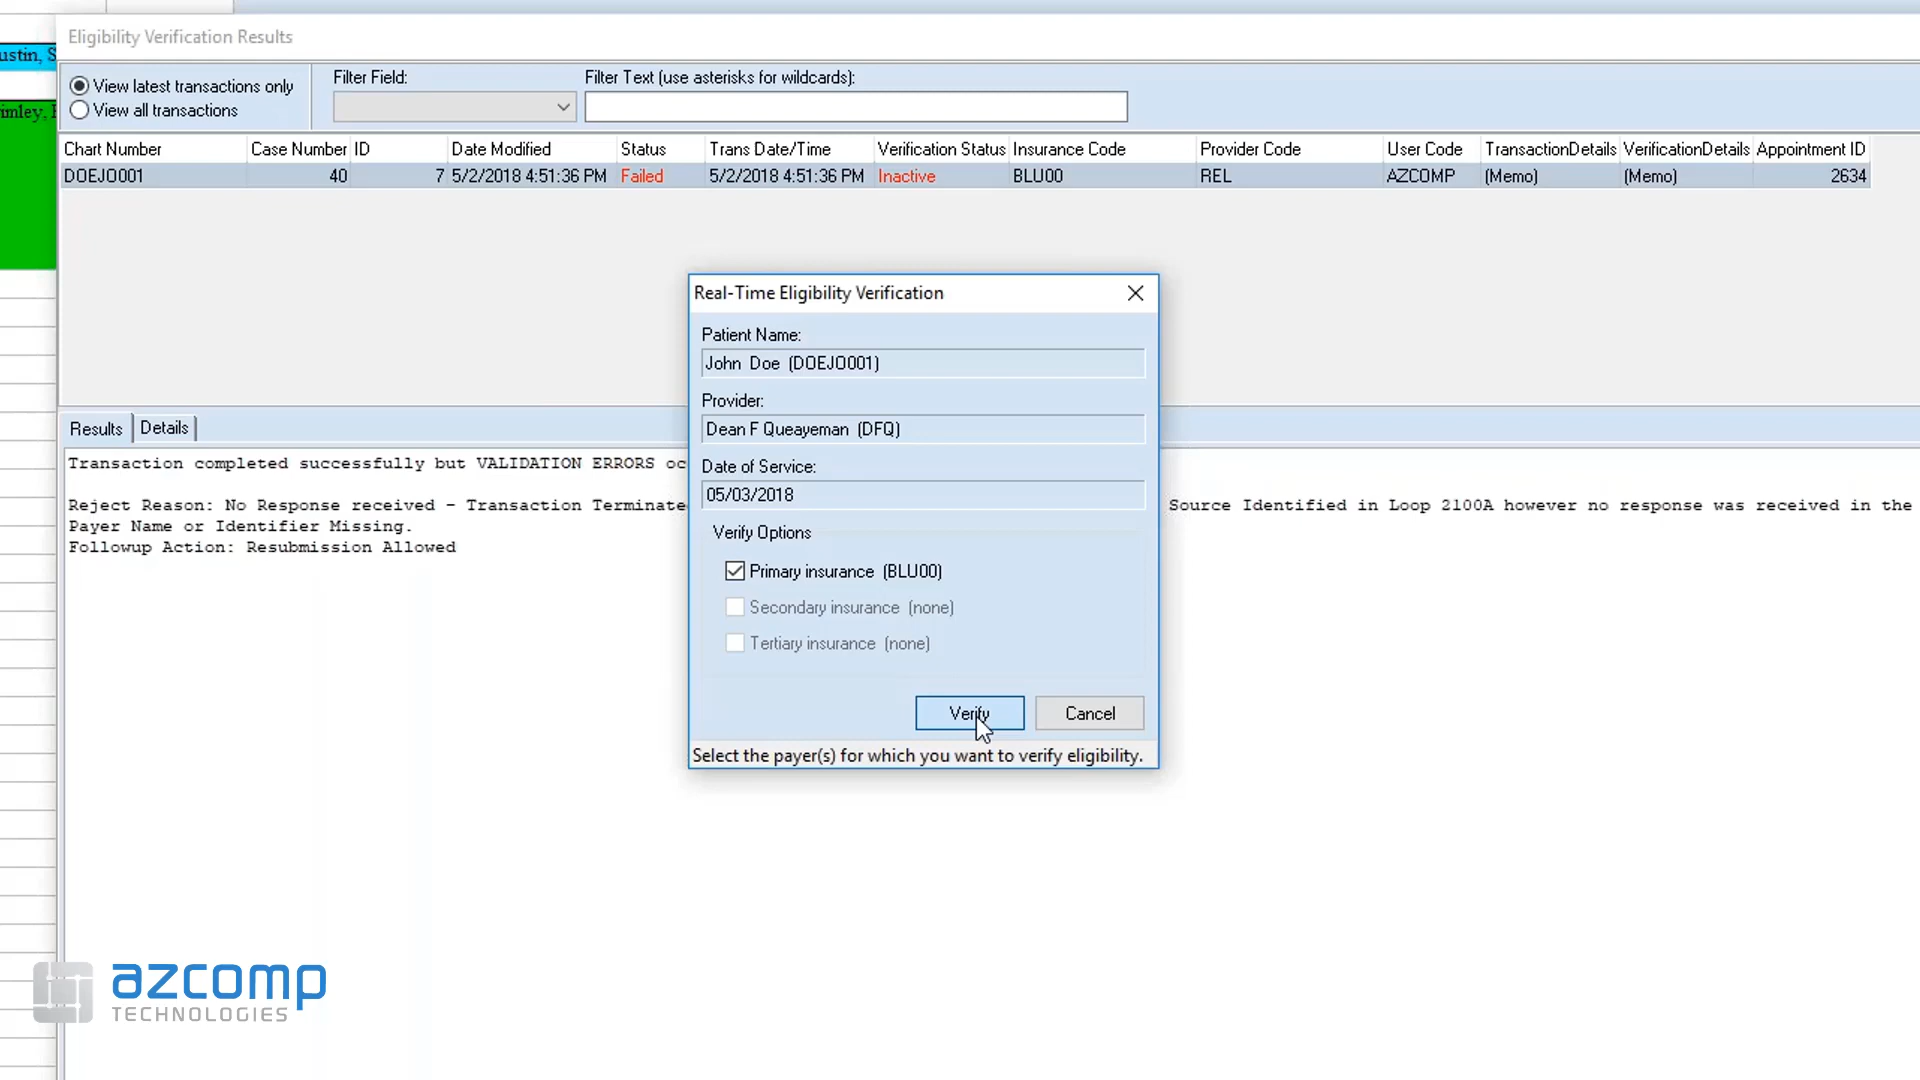 Eligibility Verification Results
ustin, S
View latest transactions only
View all transactions
Filter Field:
Filter Text (use asterisks for wildcards):
imley,
Chart Number Case Number ID Date Modified Status Trans Date/Time Verification Status Insurance Code Provider Code User Code TransactionDetails VerificationDetails Appointment ID
DOEJO001 40 7 5/2/2018 4:51:36 PM Failed 5/2/2018 4:51:36 PM Inactive BLU00 REL AZCOMP (Memo) (Memo) 2634
Real-Time Eligibility Verification
Patient Name:
John Doe (DOEJO001)
Provider:
Dean F Queayeman (DFQ)
Date of Service:
05/03/2018
Verify Options
Primary insurance (BLU00)
Secondary insurance (none)
Tertiary insurance (none)
Verify Cancel
Select the payer(s) for which you want to verify eligibility.
Results Details
Transaction completed successfully but VALIDATION ERRORS oc
Reject Reason: No Response received - Transaction Terminate Source Identified in Loop 2100A however no response was received in the
Payer Name or Identifier Missing.
Followup Action: Resubmission Allowed
azcomp
TECHNOLOGIES